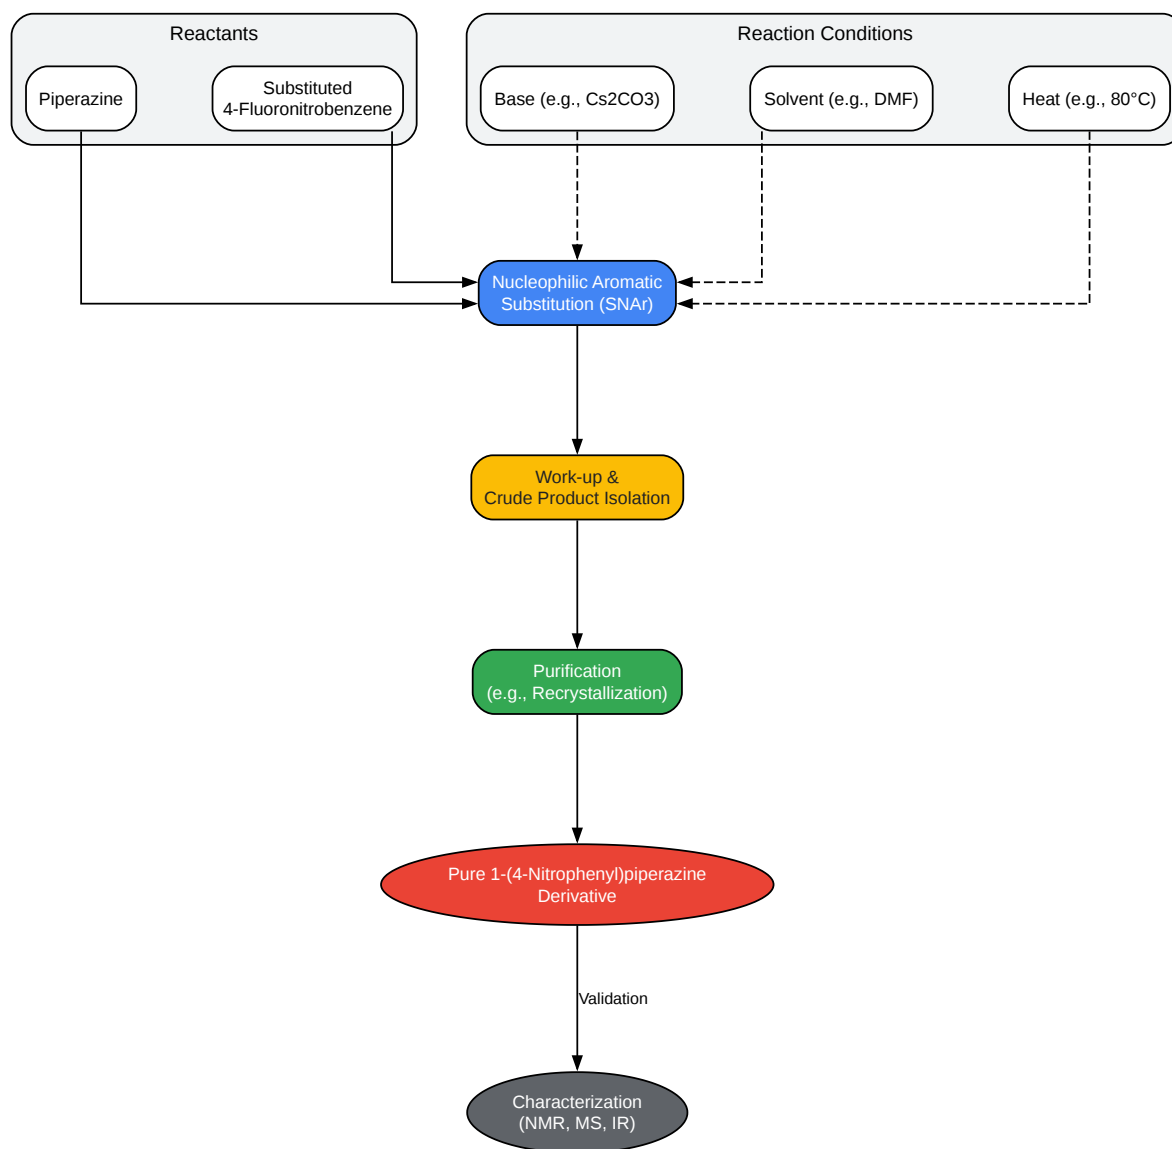 Reactants
Reaction Conditions
Piperazine
Substituted
4-Fluoronitrobenzene
Base (e.g., Cs2CO3)
Solvent (e.g., DMF)
Heat (e.g., 80°C)
Nucleophilic Aromatic
Substitution (SNAr)
Work-up &
Crude Product Isolation
Purification
(e.g., Recrystallization)
Pure 1-(4-Nitrophenyl)piperazine
Derivative
Validation
Characterization
(NMR, MS, IR)